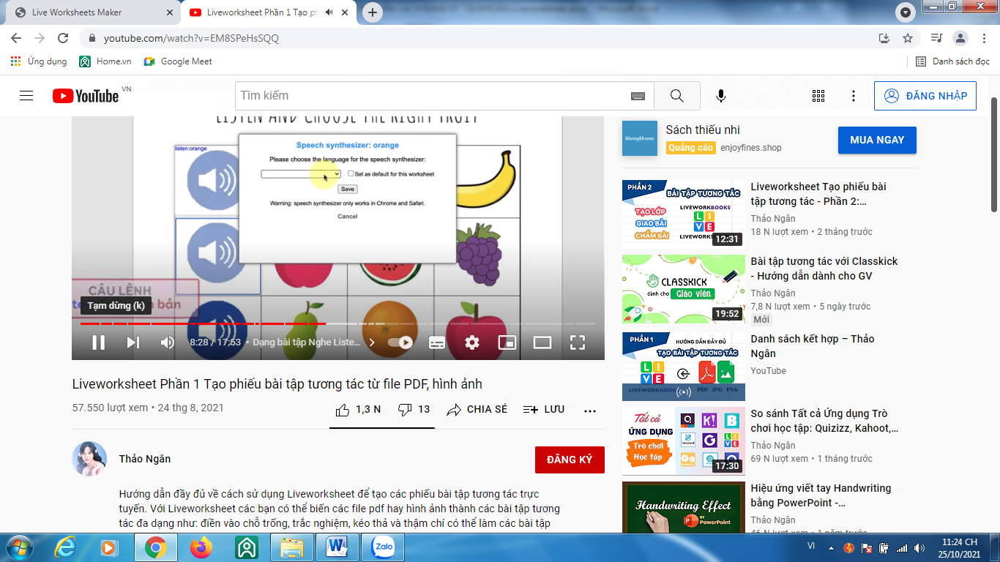 Live Worksheets Maker
Liveworksheet Phần 1 Tạo ph
youtube.com/watch?v=EM8SPeHsSQQ
Ứng dụng
Home.vn
Google Meet
Danh sách đọc
YouTube VN
Tìm kiếm
ĐĂNG NHẬP
LISTEN AND CHOOSE THE RIGHT FRUIT
listen:orange
Speech synthesizer: orange
Please choose the language for the speech synthesizer:
Set as default for this worksheet
Save
Warning: speech synthesizer only works in Chrome and Safari.
Cancel
CÂU LỆNH
Tạm dừng (k)
bản
8:28 / 17:53 • Dạng bài tập Nghe Liste...
Liveworksheet Phần 1 Tạo phiếu bài tập tương tác từ file PDF, hình ảnh
57.550 lượt xem • 24 thg 8, 2021
1,3 N
13
CHIA SẺ
LƯU
Thảo Ngân
ĐĂNG KÝ
Hướng dẫn đầy đủ về cách sử dụng Liveworksheet để tạo các phiếu bài tập tương tác trực
tuyến. Với Liveworksheet các bạn có thể biến các file pdf hay hình ảnh thành các bài tập tương
tác đa dạng như: điền vào chỗ trống, trắc nghiệm, kéo thả và thậm chí có thể làm các bài tập
Sách thiếu nhi
Quảng cáo enjoyfines.shop
MUA NGAY
PHẦN 2
BÀI TẬP TƯƠNG TÁC
TẠO LỚP
GIAO BÀI
CHẤM BÀI
LIVEWORKBOOKS
LIVE
LIVEWORKS
12:31
Liveworksheet Tạo phiếu bài
tập tương tác - Phần 2:...
Thảo Ngân
18 N lượt xem • 2 tháng trước
CLASSKICK
dành cho Giáo viên
19:52
Bài tập tương tác với Classkick
- Hướng dẫn dành cho GV
Thảo Ngân
7,8 N lượt xem • 5 ngày trước
Mới
PHẦN 1
HƯỚNG DẪN ĐẦY ĐỦ
TẠO BÀI TẬP TƯƠNG TÁC
LIVE
LIVEWORKBOOK
PDF JPG PNG
Danh sách kết hợp – Thảo
Ngân
YouTube
Tất cả
ỨNG DỤNG
Trò chơi
Học tập
K!
B
LIVE
17:30
So sánh Tất cả Ứng dụng Trò
chơi học tập: Quizizz, Kahoot,...
Thảo Ngân
69 N lượt xem • 1 tháng trước
Handwriting Effect
BY
PowerPoint
Hiệu ứng viết tay Handwriting
bằng PowerPoint -...
Thảo Ngân
46 N lượt xem • 1 năm trước
Zalo
VI
11:24 CH
25/10/2021